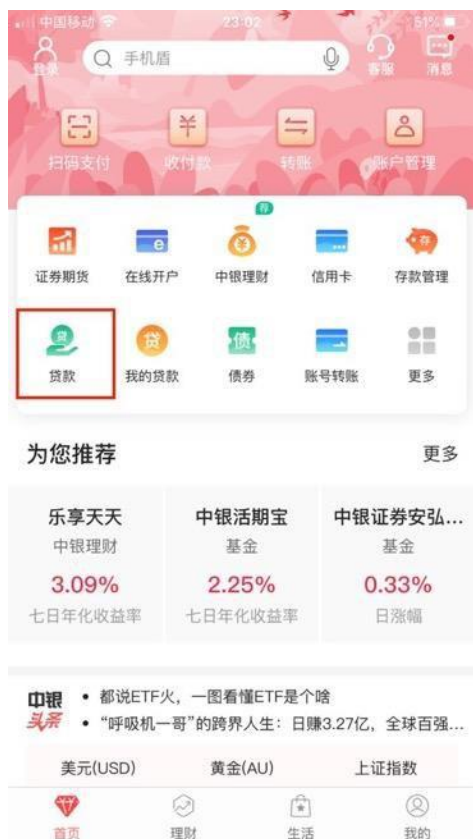 中国移动 23:02 51%
登录 手机盾 客服 消息
扫码支付 收付款 转账 账户管理
荐
证券期货 在线开户 中银理财 信用卡 存款管理
贷款 我的贷款 债券 账号转账 更多
为您推荐 更多
乐享天天 中银活期宝 中银证券安弘...
中银理财 基金 基金
3.09% 2.25% 0.33%
七日年化收益率 七日年化收益率 日涨幅
中银 • 都说ETF火，一图看懂ETF是个啥
头条 • “呼吸机一哥”的跨界人生：日赚3.27亿，全球百强...
美元(USD) 黄金(AU) 上证指数
首页 理财 生活 我的